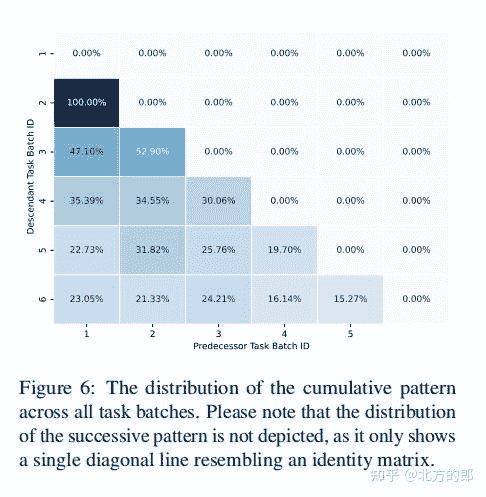 1 0.00% 0.00% 0.00% 0.00% 0.00% 0.00%
2 100.00% 0.00% 0.00% 0.00% 0.00% 0.00%
3 47.10% 52.90% 0.00% 0.00% 0.00% 0.00%
4 35.39% 34.55% 30.06% 0.00% 0.00% 0.00%
5 22.73% 31.82% 25.76% 19.70% 0.00% 0.00%
6 23.05% 21.33% 24.21% 16.14% 15.27% 0.00%
Descendant Task Batch ID
1 2 3 4 5
Predecessor Task Batch ID
Figure 6: The distribution of the cumulative pattern
across all task batches. Please note that the distribution
of the successive pattern is not depicted, as it only shows
a single diagonal line resembling an identity matrix.
知乎 @北方的郎